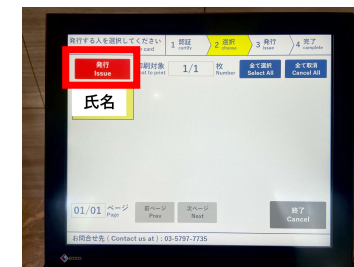 発行する人を選択してください
card
1 認証 certify
2 選択 choose
3 発行 issue
4 完了 complete
発行
Issue
印刷対象
to print
1/1
枚
Number
全て選択
Select All
全て取消
Cancel All
氏名
01/01
ページ
Page
前ページ
Prev
次ページ
Next
終了
Cancel
お問合せ先 ( Contact us at ) : 03-5797-7735